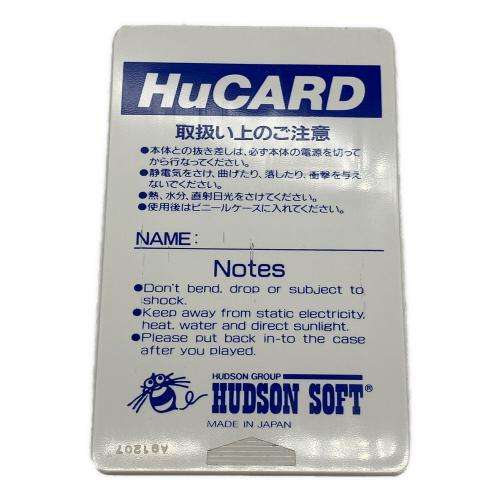 HuCARD
取扱い上のご注意
●本体との抜き差しは、必ず本体の電源を切って
から行なってください。
●静電気をさけ、曲げたり、落したり、衝撃を与え
ないでください。
●熱、水分、直射日光をさけてください。
●使用後はビニールケースに入れてください。
NAME:
Notes
●Don't bend, drop or subject to
shock.
●Keep away from static electricity,
heat, water and direct sunlight.
●Please put back in-to the case
after you played.
HUDSON GROUP
HUDSON SOFT®
MADE IN JAPAN
A91207